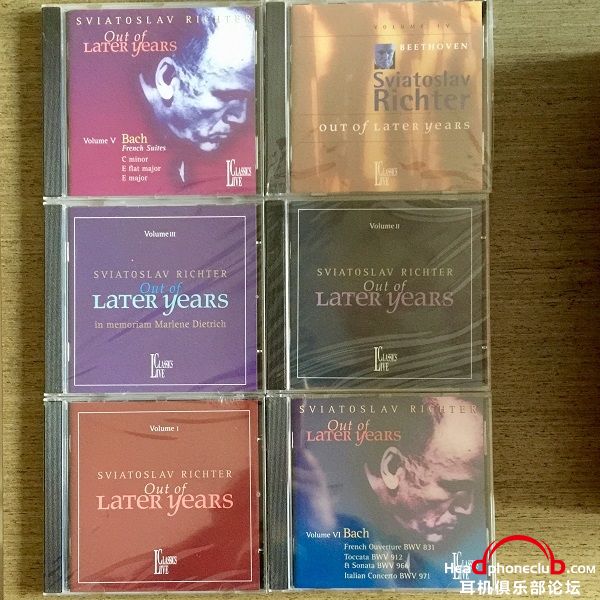 SVIATOSLAV RICHTER
Out of
LATER YEARS
Volume V Bach
French Suites
C minor
E flat major
E major
CLASSICS
LIVE
VOLUME IV
BEETHOVEN
Sviatoslav
Richter
OUT of LATER YEARS
CLASSICS
LIVE
Volume III
SVIATOSLAV RICHTER
Out of
LATER YEARS
in memoriam Marlene Dietrich
CLASSICS
LIVE
Volume II
SVIATOSLAV RICHTER
Out of
LATER YEARS
CLASSICS
LIVE
Volume I
SVIATOSLAV RICHTER
Out of
LATER YEARS
CLASSICS
LIVE
SVIATOSLAV RICHTER
Out of
LATER YEARS
Volume VI Bach
French Ouverture BWV 831
Toccata BWV 912
& Sonata BWV 966
Italian Concerto BWV 971
Headphoneclub.com
耳机俱乐部论坛